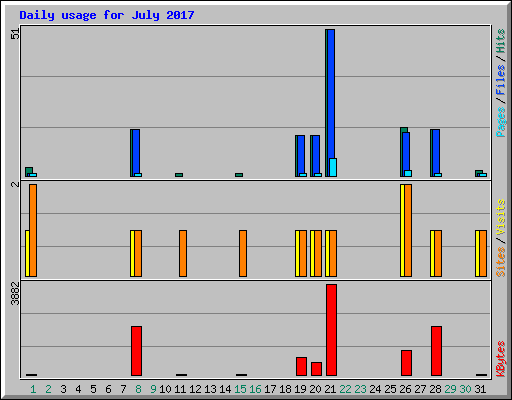 Daily usage for July 2017
51
2
3882
Pages / Files / Hits
Sites / Visits
KBytes
1 2 3 4 5 6 7 8 9 10 11 12 13 14 15 16 17 18 19 20 21 22 23 24 25 26 27 28 29 30 31